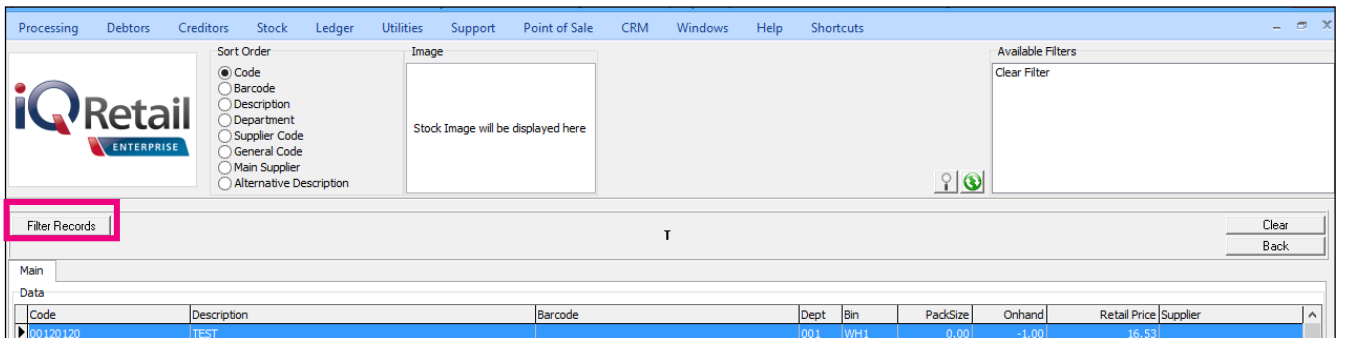 Processing Debtors Creditors Stock Ledger Utilities Support Point of Sale CRM Windows Help Shortcuts
iQRetail
ENTERPRISE
Sort Order
Code
Barcode
Description
Department
Supplier Code
General Code
Main Supplier
Alternative Description
Image
Stock Image will be displayed here
Available Filters
Clear Filter
Filter Records
T
Clear
Back
Main
Data
Code Description Barcode Dept Bin PackSize Onhand Retail Price Supplier
00120120 TEST 001 WH1 0.00 -1.00 16.53